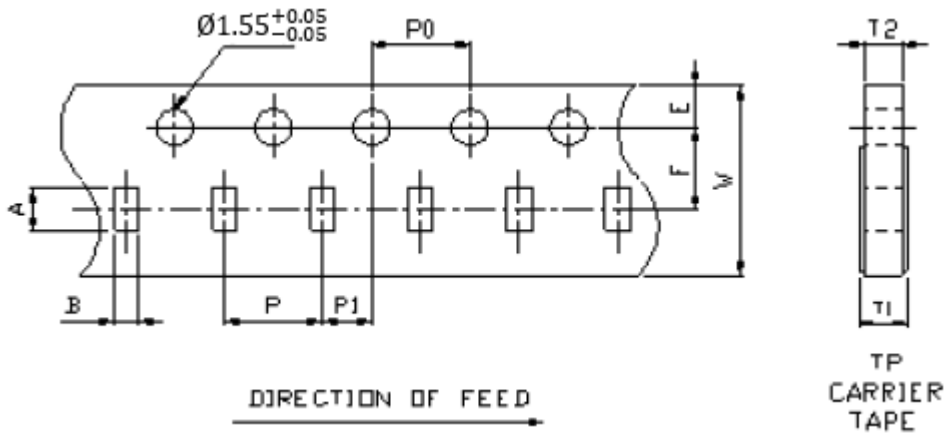 Ø1.55 +0.05 -0.05
P0
T2
E
F
W
A
B
P
P1
T1
DIRECTION OF FEED
TP
CARRIER
TAPE